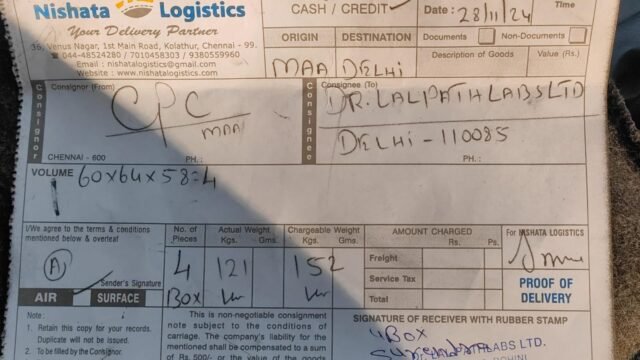 Nishata Logistics
Your Delivery Partner
36, Venus Nagar, 1st Main Road, Kolathur, Chennai - 99.
☎ 044-48524280 / 7010458303 / 9380559960
Email : nishatalogistics@gmail.com
Website : www.nishatalogistics.com
CASH / CREDIT
Date : 28/11/24
Time
ORIGIN DESTINATION
Documents Non-Documents
MAA DELHI
Description of Goods Value (Rs.)
Consignor
Consignor (From)
CPC
MAA
CHENNAI - 600 PH. :
Consignee
Consignee (To)
DR. LALPATH LABS LTD
DELHI - 110085
PH. :
VOLUME 60x64x58=4
I/We agree to the terms & conditions
mentioned below & overleaf
A
Sender's Signature
AIR SURFACE
No. of
Pieces
4
BOX
Actual Weight
Kgs. Gms.
121
Chargeable Weight
Kgs. Gms.
152
AMOUNT CHARGED
Rs. Ps.
Freight
Service Tax
Total
For NISHATA LOGISTICS
PROOF OF
DELIVERY
Note :
1. Retain this copy for your records.
Duplicate will not be issued.
2. To be filled by the Consignor
This is non-negotiable consignment
note subject to the conditions of
carriage. The company's liability for
the mentioned shall be compensated to a sum
of Rs. 500/- or the value of the goods
SIGNATURE OF RECEIVER WITH RUBBER STAMP
4 BOX
LABS LTD.